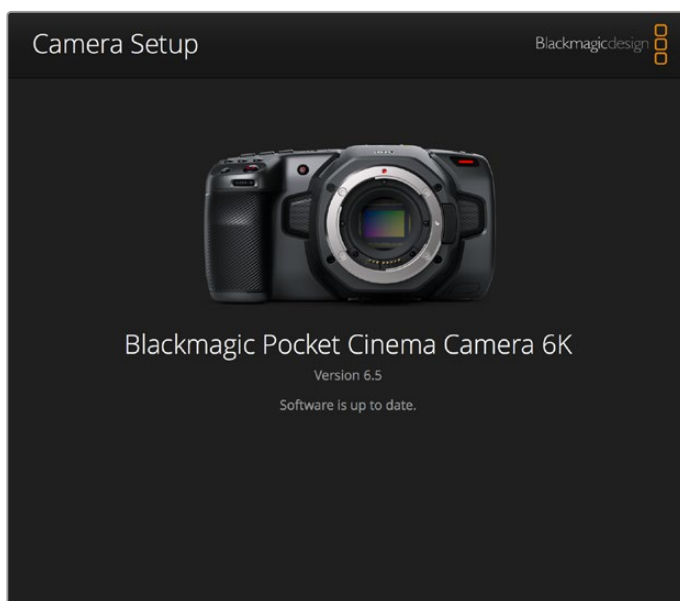 Camera Setup
Blackmagicdesign
Blackmagic Pocket Cinema Camera 6K
Version 6.5
Software is up to date.